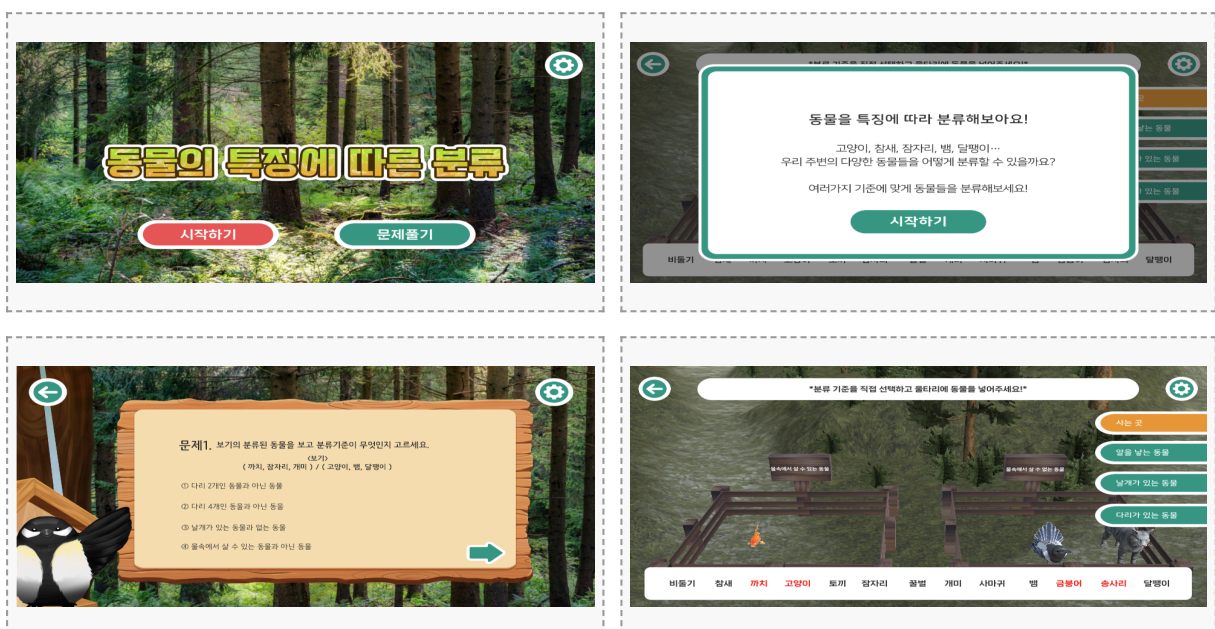 동물의 특징에 따른 분류
시작하기
문제풀기
동물을 특징에 따라 분류해보아요!
고양이, 참새, 잠자리, 뱀, 달팽이…
우리 주변의 다양한 동물들을 어떻게 분류할 수 있을까요?
여러가지 기준에 맞게 동물들을 분류해보세요!
시작하기
비둘기
달팽이
문제1. 보기의 분류된 동물을 보고 분류기준이 무엇인지 고르세요.
<보기>
( 까치, 잠자리, 개미 ) / ( 고양이, 뱀, 달팽이 )
① 다리 2개인 동물과 아닌 동물
② 다리 4개인 동물과 아닌 동물
③ 날개가 있는 동물과 없는 동물
④ 물속에서 살 수 있는 동물과 아닌 동물
*분류 기준을 직접 선택하고 울타리에 동물을 넣어주세요!*
사는 곳
알을 낳는 동물
날개가 있는 동물
다리가 있는 동물
물속에서 살 수 있는 동물
물속에서 살 수 없는 동물
비둘기 참새 까치 고양이 토끼 잠자리 꿀벌 개미 사마귀 뱀 금붕어 송사리 달팽이